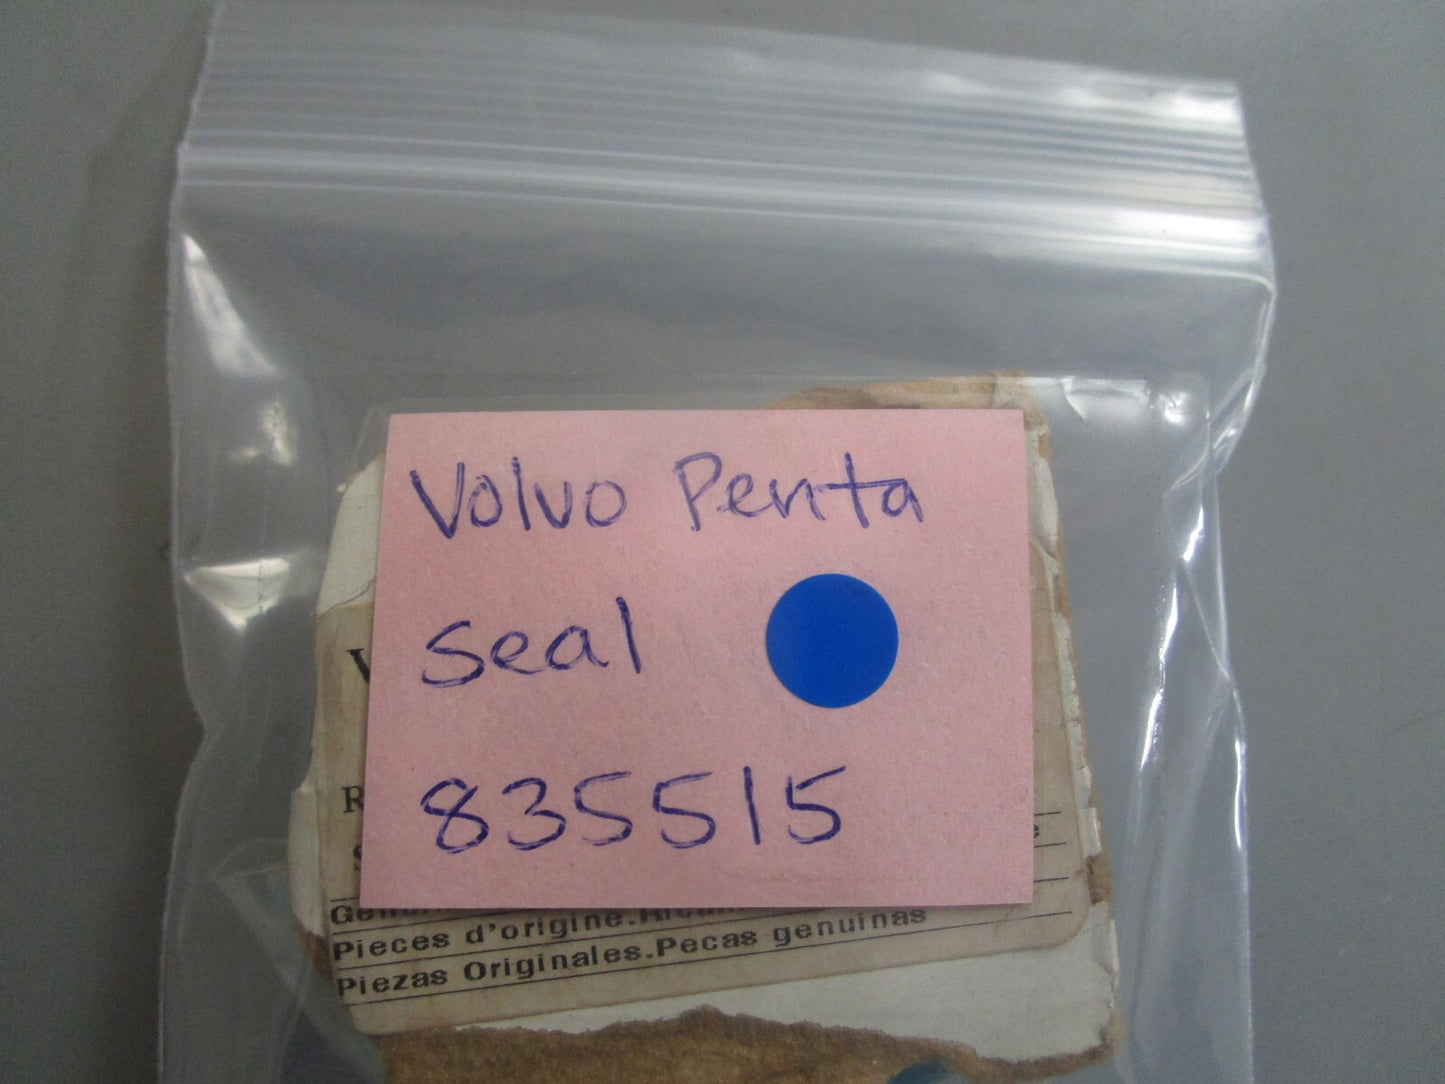 Volvo Penta
seal
835515
Pieces d'origine.
Piezas Originales.Pecas genuinas